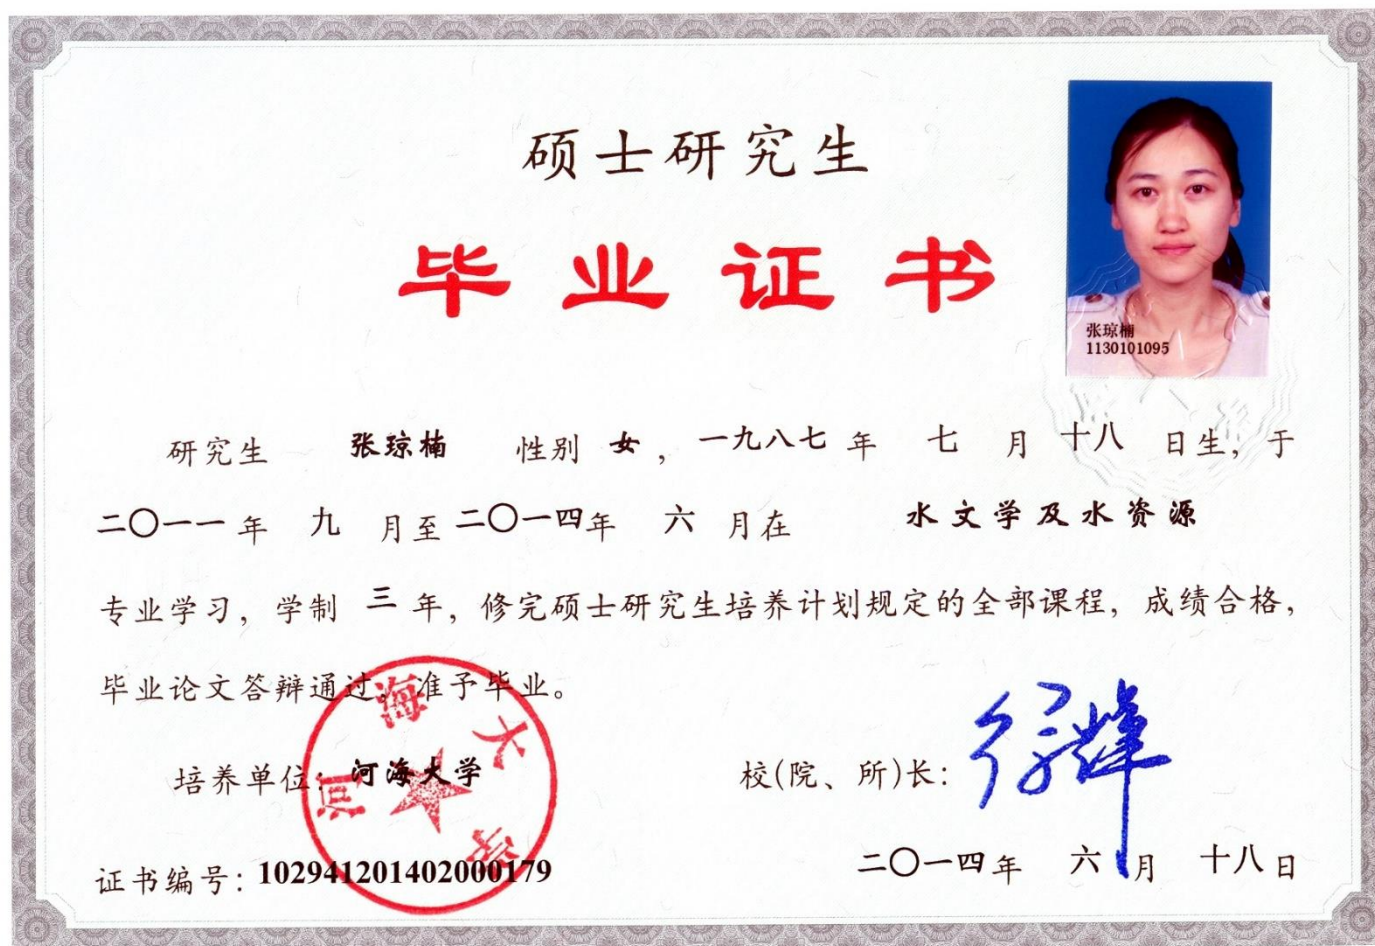 硕士研究生
毕业证书
张琼楠
1130101095
研究生 张琼楠 性别 女，一九八七 年 七 月 十八 日生，于
二〇一一 年 九 月至 二〇一四 年 六 月在 水文学及水资源
专业学习，学制 三 年，修完硕士研究生培养计划规定的全部课程，成绩合格，
毕业论文答辩通过，准予毕业。
培养单位：河海大学
河海大学
校(院、所)长：
证书编号：102941201402000179
二〇一四 年 六 月 十八 日